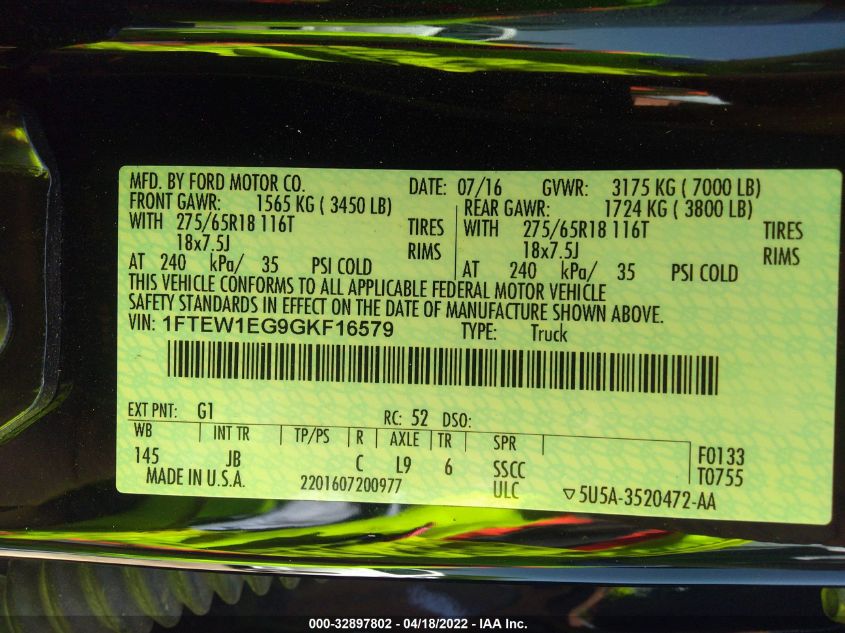 MFD. BY FORD MOTOR CO. DATE: 07/16 GVWR: 3175 KG ( 7000 LB)
FRONT GAWR: 1565 KG ( 3450 LB) REAR GAWR: 1724 KG ( 3800 LB)
WITH 275/65R18 116T TIRES WITH 275/65R18 116T TIRES
18x7.5J RIMS 18x7.5J RIMS
AT 240 kPa/ 35 PSI COLD AT 240 kPa/ 35 PSI COLD
THIS VEHICLE CONFORMS TO ALL APPLICABLE FEDERAL MOTOR VEHICLE
SAFETY STANDARDS IN EFFECT ON THE DATE OF MANUFACTURE SHOWN ABOVE.
VIN: 1FTEW1EG9GKF16579 TYPE: Truck
EXT PNT: G1 RC: 52 DSO:
WB INT TR TP/PS R AXLE TR SPR F0133
145 JB C L9 6 SSCC T0755
MADE IN U.S.A. 2201607200977 ULC ▽5U5A-3520472-AA
000-32897802 - 04/18/2022 - IAA Inc.